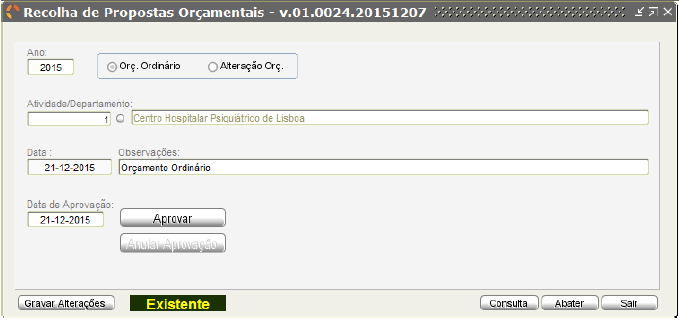 Recolha de Propostas Orçamentais - v.01.0024.20151207
Ano:
2015
Orç. Ordinário
Alteração Orç.
Atividade/Departamento:
1
Centro Hospitalar Psiquiátrico de Lisboa
Data :
Observações:
21-12-2015
Orçamento Ordinário
Data de Aprovação:
21-12-2015
Aprovar
Anular Aprovação
Gravar Alterações
Existente
Consulta
Abater
Sair